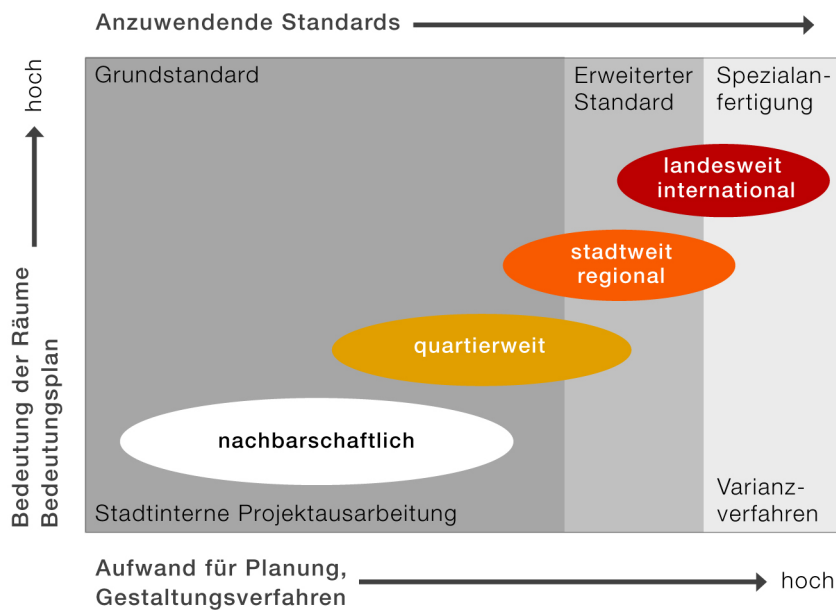 Anzuwendende Standards
hoch
Bedeutung der Räume
Bedeutungsplan
Grundstandard
Erweiterter
Standard
Spezialan-
fertigung
landesweit
international
stadtweit
regional
quartierweit
nachbarschaftlich
Stadtinterne Projektausarbeitung
Varianz-
verfahren
Aufwand für Planung,
Gestaltungsverfahren
hoch